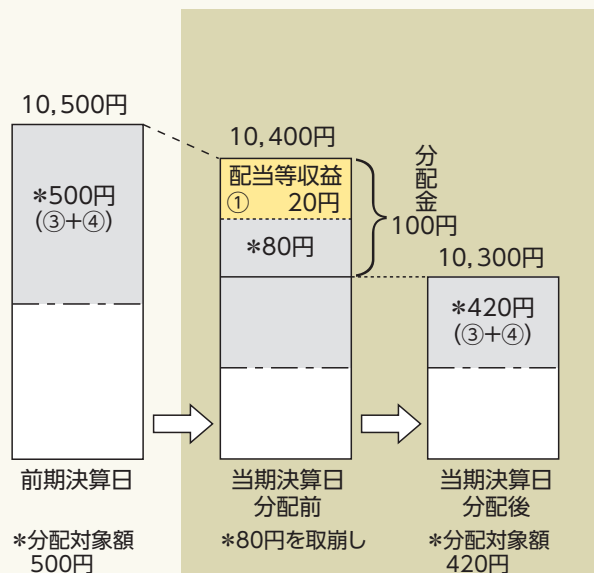 10,500円
*500円
(③+④)
前期決算日
*分配対象額
500円
10,400円
配当等収益
① 20円
*80円
分配金
100円
当期決算日
分配前
*80円を取崩し
10,300円
*420円
(③+④)
当期決算日
分配後
*分配対象額
420円